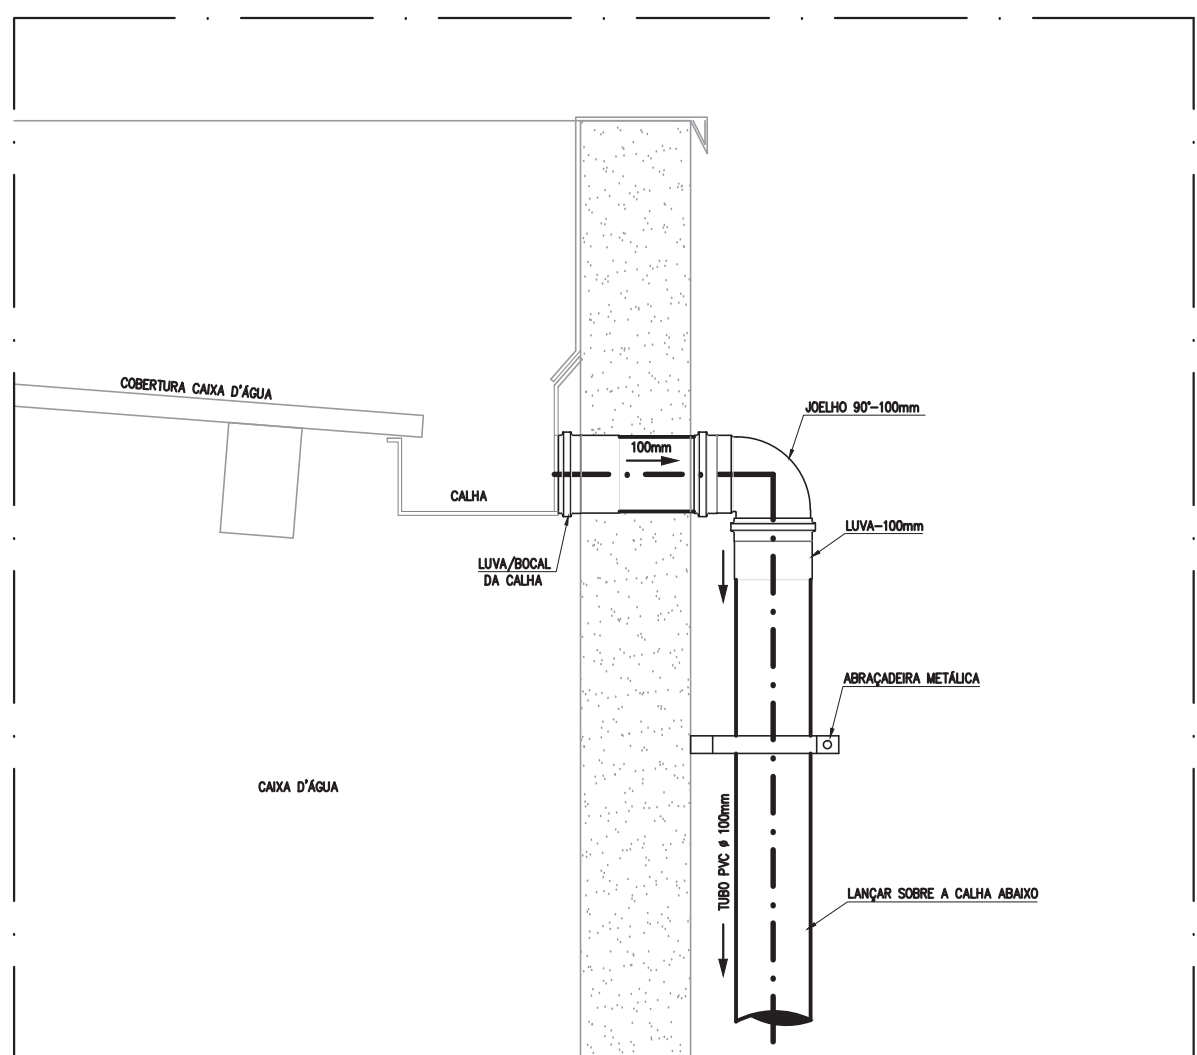 COBERTURA CAIXA D'ÁGUA
JOELHO 90°-100mm
100mm
CALHA
LUVA-100mm
LUVA/BOCAL
DA CALHA
ABRAÇADEIRA METÁLICA
CAIXA D'ÁGUA
TUBO PVC ø 100mm
LANÇAR SOBRE A CALHA ABAIXO